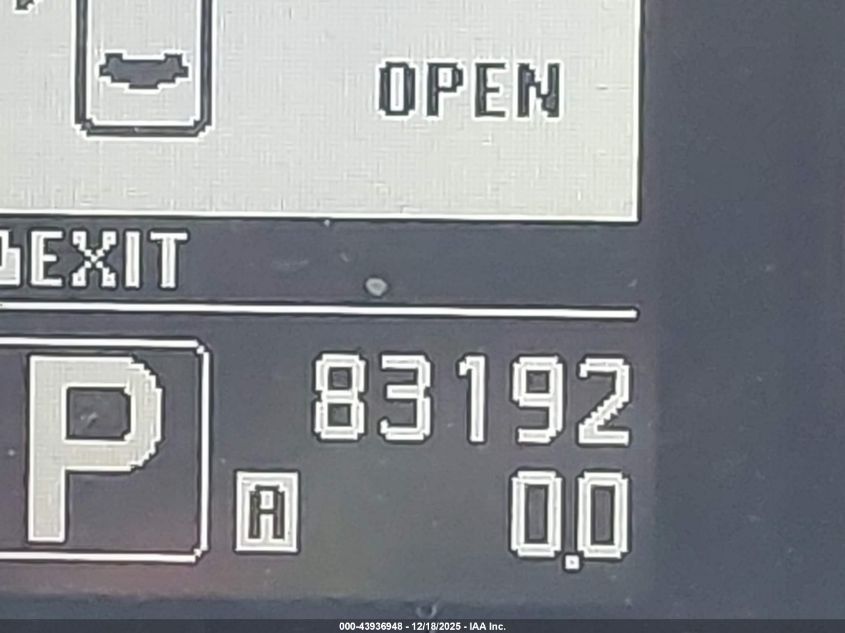 OPEN
EXIT
P
83192
A
0.0
000-43936948 - 12/18/2025 - IAA Inc.